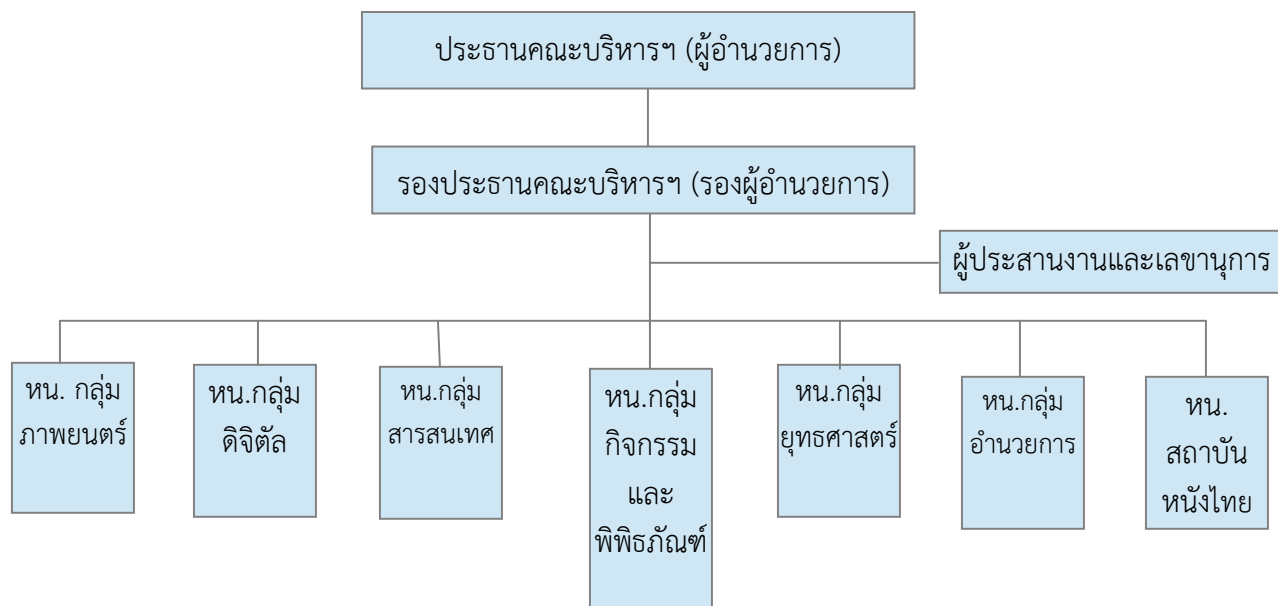 ประธานคณะบริหารฯ (ผู้อำนวยการ)
รองประธานคณะบริหารฯ (รองผู้อำนวยการ)
ผู้ประสานงานและเลขานุการ
หน. กลุ่ม
ภาพยนตร์
หน.กลุ่ม
ดิจิตัล
หน.กลุ่ม
สารสนเทศ
หน.กลุ่ม
กิจกรรม
และ
พิพิธภัณฑ์
หน.กลุ่ม
ยุทธศาสตร์
หน.กลุ่ม
อำนวยการ
หน.
สถาบัน
หนังไทย